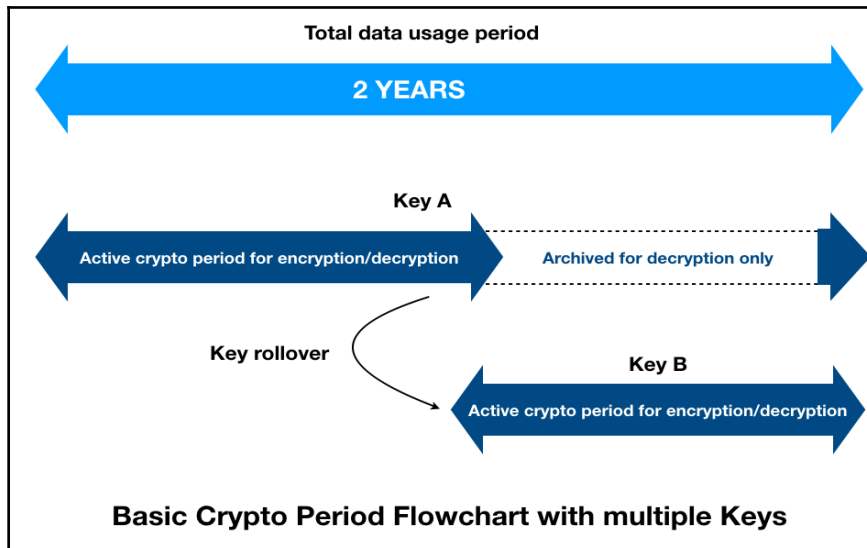 Total data usage period
2 YEARS
Key A
Active crypto period for encryption/decryption
Archived for decryption only
Key rollover
Key B
Active crypto period for encryption/decryption
Basic Crypto Period Flowchart with multiple Keys